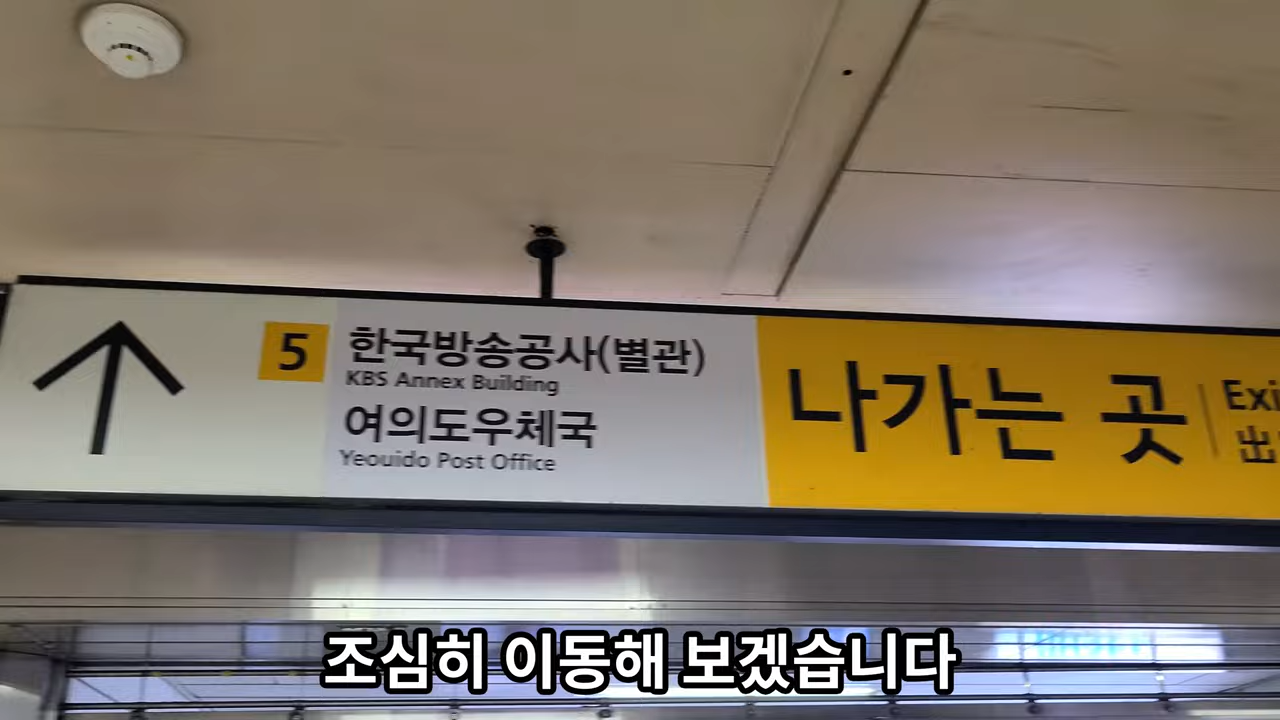 5
한국방송공사(별관)
KBS Annex Building
여의도우체국
Yeouido Post Office
나가는 곳
조심히 이동해 보겠습니다